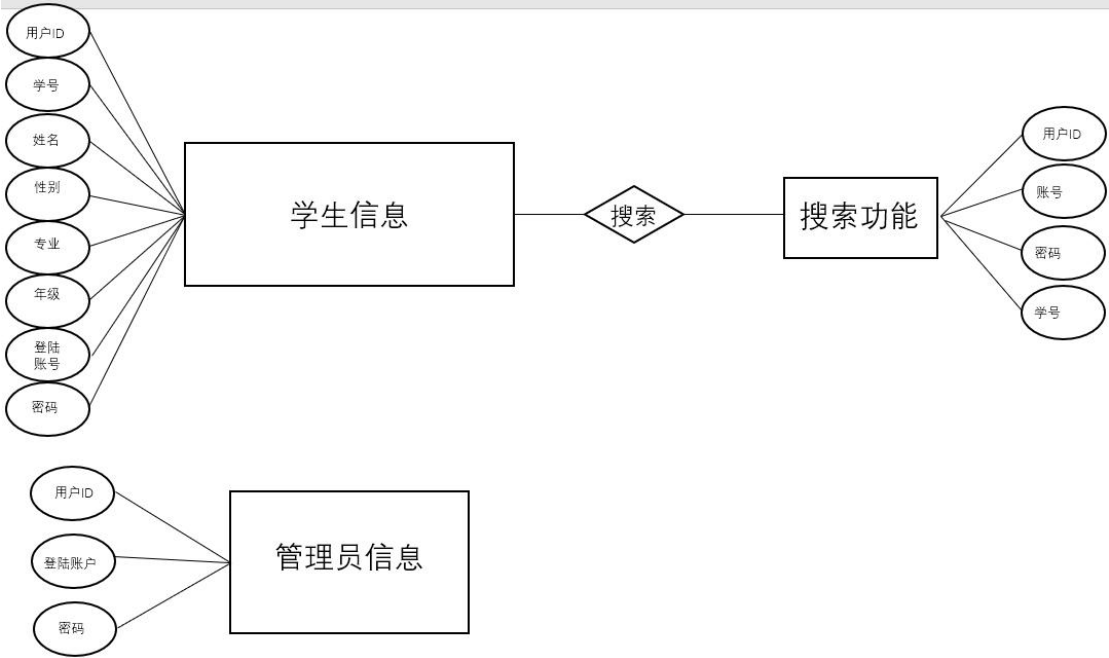 用户ID
学号
姓名
性别
专业
年级
登陆
账号
密码
学生信息
搜索
搜索功能
用户ID
账号
密码
学号
用户ID
登陆账户
密码
管理员信息